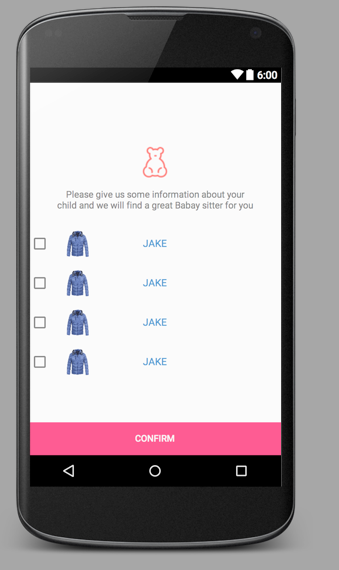 6:00
Please give us some information about your
child and we will find a great Babay sitter for you
JAKE
JAKE
JAKE
JAKE
CONFIRM